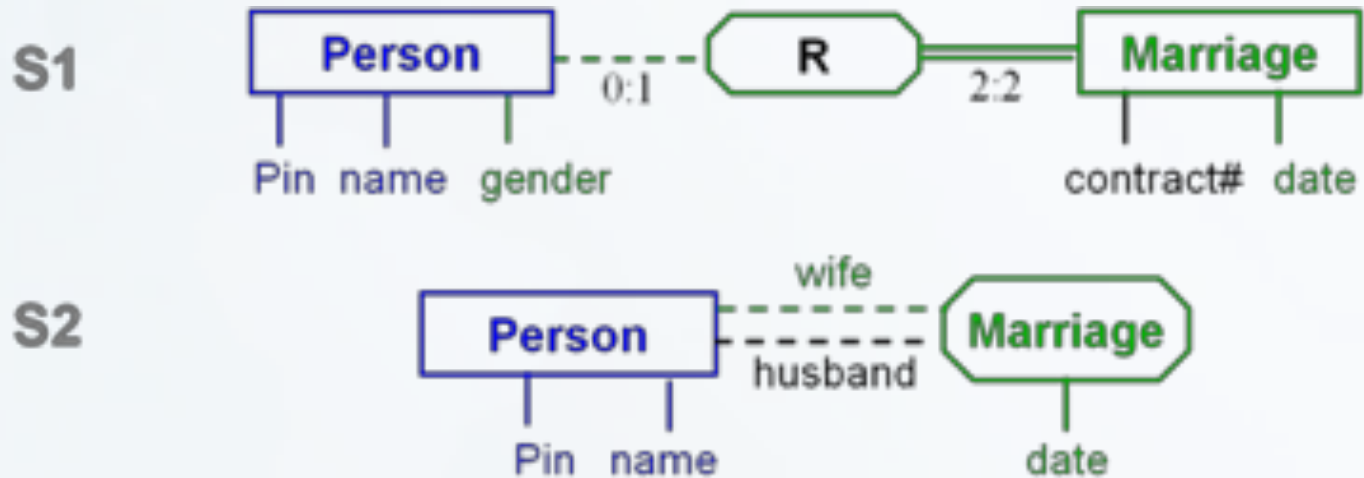 S1
Person R Marriage
0:1 2:2
Pin name gender contract# date
S2
wife
Person Marriage
husband
Pin name date